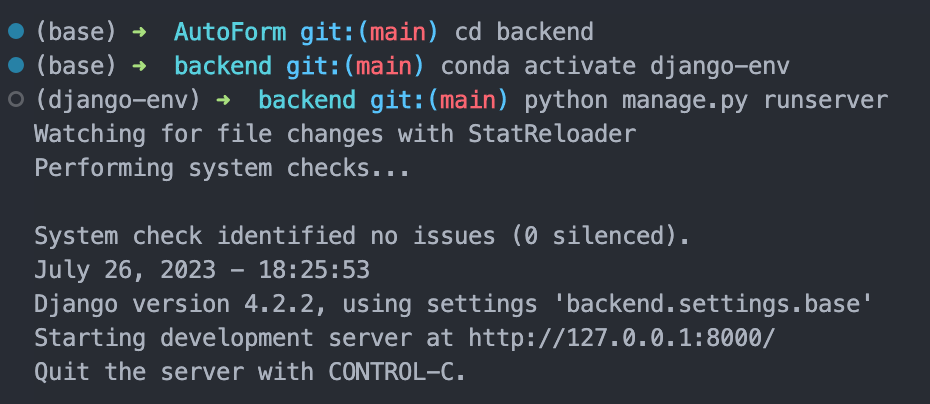 (base) ➜ AutoForm git:(main) cd backend
(base) ➜ backend git:(main) conda activate django-env
(django-env) ➜ backend git:(main) python manage.py runserver
Watching for file changes with StatReloader
Performing system checks...

System check identified no issues (0 silenced).
July 26, 2023 - 18:25:53
Django version 4.2.2, using settings 'backend.settings.base'
Starting development server at http://127.0.0.1:8000/
Quit the server with CONTROL-C.